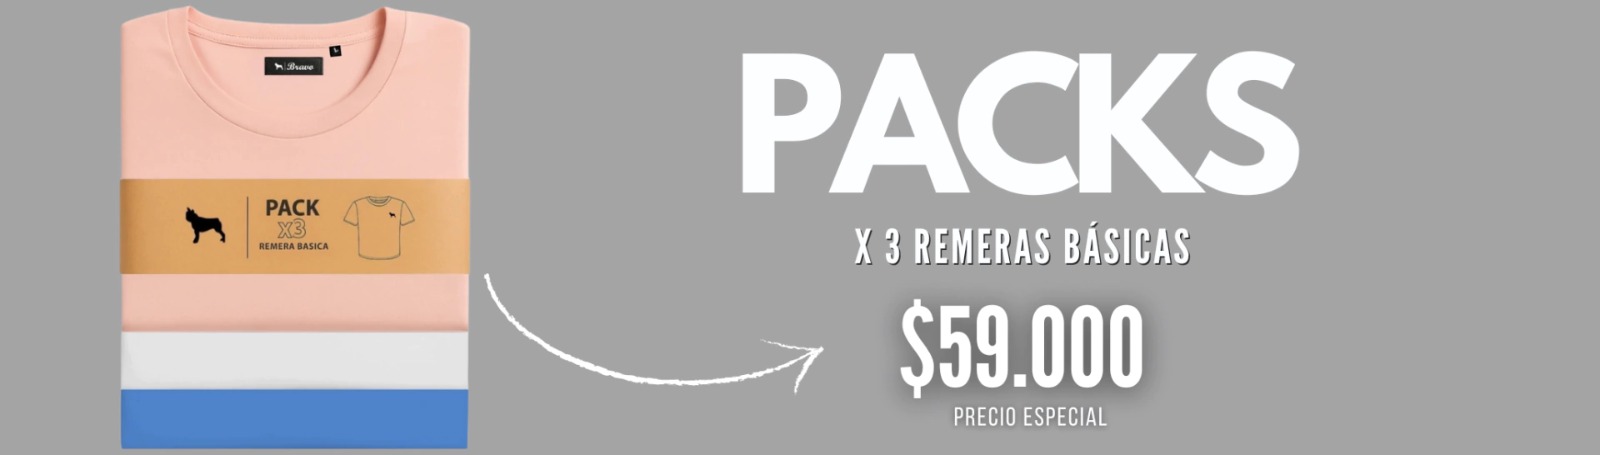 Bravo
L
PACK
x3
REMERA BASICA
PACKS
X 3 REMERAS BÁSICAS
$59.000
PRECIO ESPECIAL